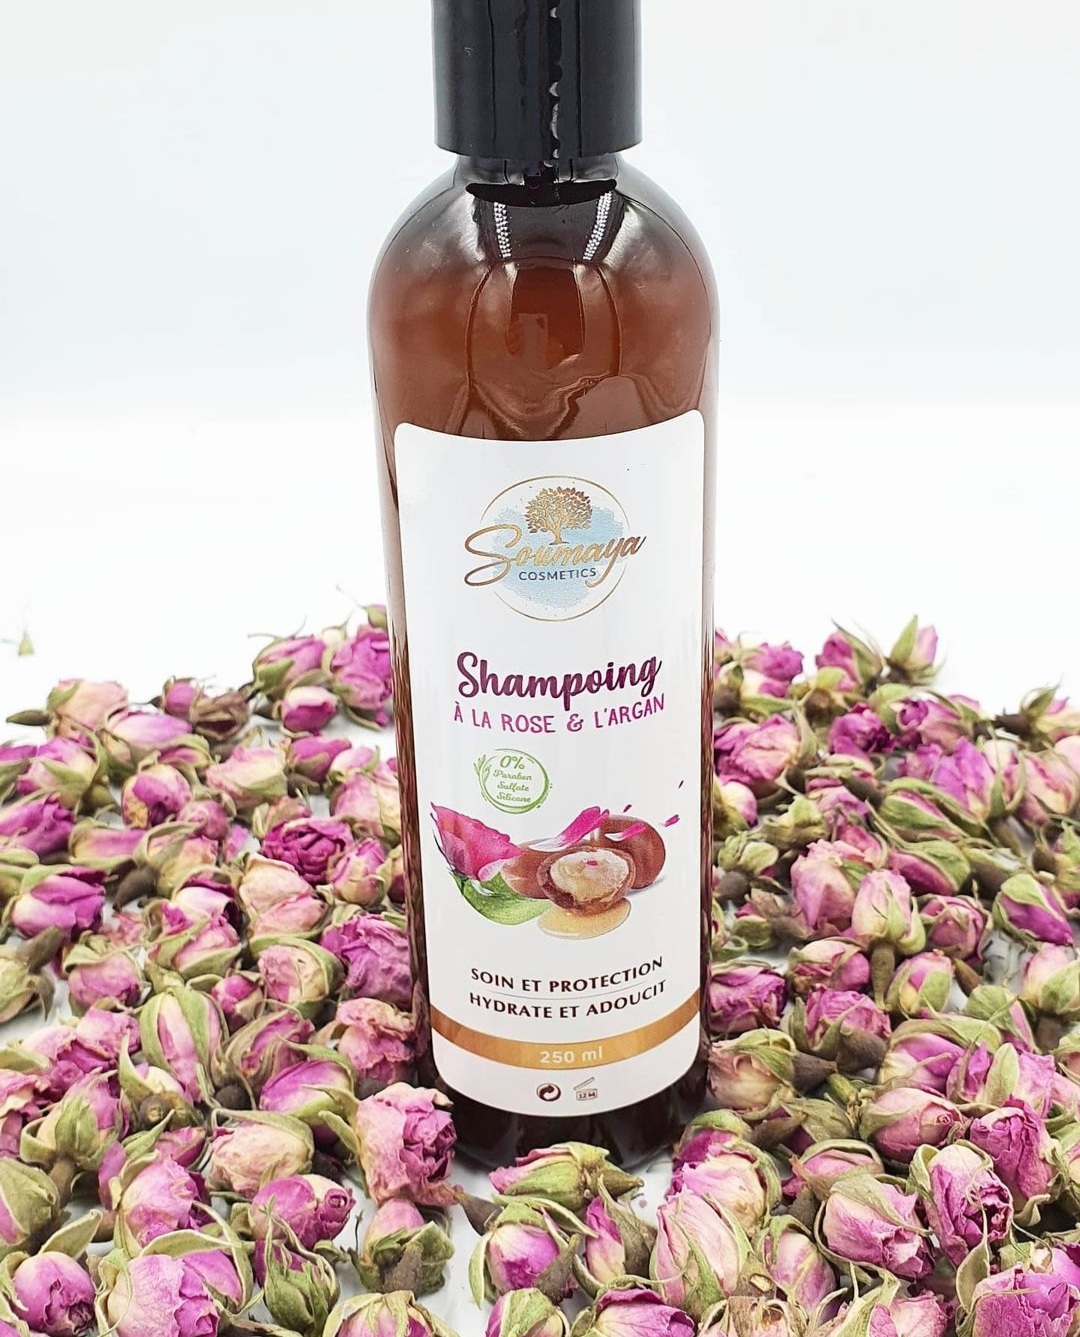 Soumaya
COSMETICS
Shampoing
À LA ROSE & L'ARGAN
0%
Paraben
Sulfate
Silicone
SOIN ET PROTECTION
HYDRATE ET ADOUCIT
250 ml
12 M